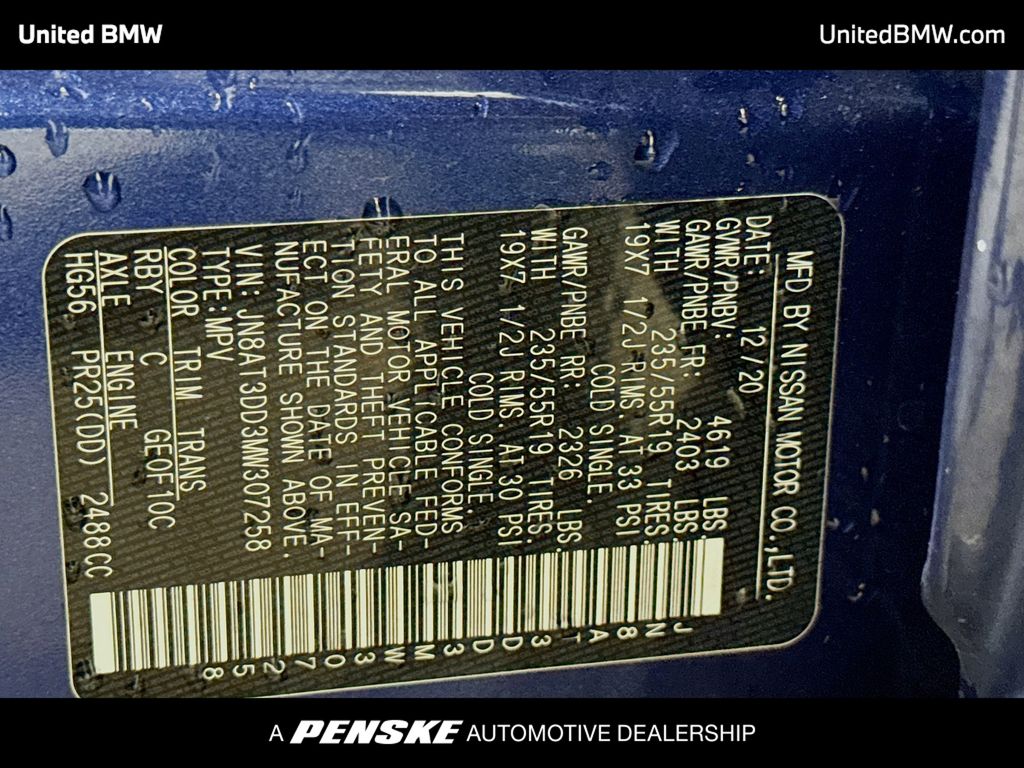 United BMW
UnitedBMW.com
MFD BY NISSAN MOTOR CO.,LTD.
DATE: 12/20
GVWR/PNBV: 4619 LBS.
GAWR/PNBE FR: 2403 LBS.
WITH 235/55R19 TIRES.
19X7 1/2J RIMS AT 33 PSI
COLD SINGLE.
GAWR/PNBE RR: 2326 LBS.
WITH 235/55R19 TIRES.
19X7 1/2J RIMS. AT 30 PSI
COLD SINGLE.
THIS VEHICLE CONFORMS
TO ALL APPLICABLE FED-
ERAL MOTOR VEHICLE SA-
FETY AND THEFT PREVEN-
TION STANDARDS IN EFF-
ECT ON THE DATE OF MA-
NUFACTURE SHOWN ABOVE.
VIN:JN8AT3DD3MW307258
TYPE:MPV
COLOR TRIM TRANS
RBY C GE0F10C
AXLE ENGINE
HG56 PR25(DD) 2488CC
JN8AT3DD3MW307258
A PENSKE AUTOMOTIVE DEALERSHIP